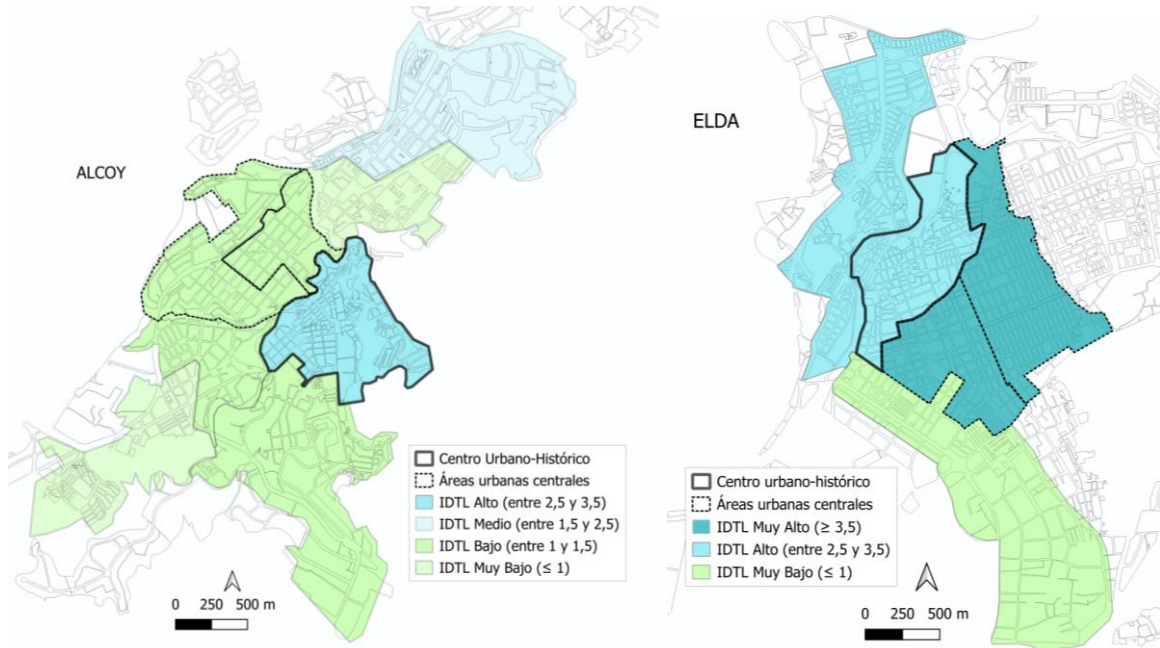 ALCOY
Centro Urbano-Histórico
Áreas urbanas centrales
IDTL Alto (entre 2,5 y 3,5)
IDTL Medio (entre 1,5 y 2,5)
IDTL Bajo (entre 1 y 1,5)
IDTL Muy Bajo (≤ 1)
0 250 500 m
ELDA
Centro urbano-histórico
Áreas urbanas centrales
IDTL Muy Alto (≥ 3,5)
IDTL Alto (entre 2,5 y 3,5)
IDTL Muy Bajo (≤ 1)
0 250 500 m